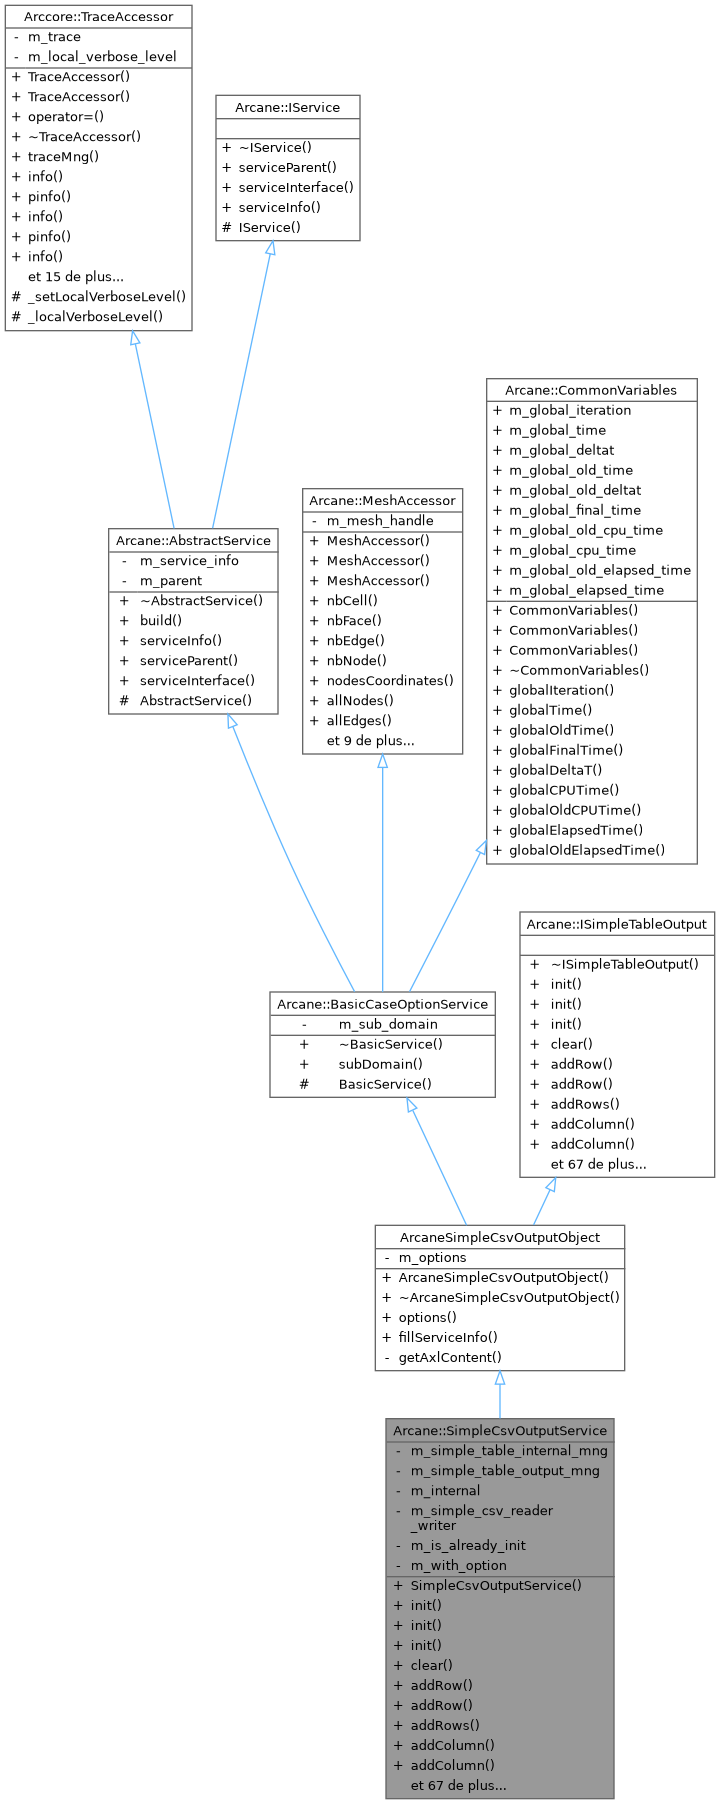 Arccore::TraceAccessor
- m_trace
- m_local_verbose_level
+ TraceAccessor()
+ TraceAccessor()
+ operator=()
+ ~TraceAccessor()
+ traceMng()
+ info()
+ pinfo()
+ info()
+ pinfo()
+ info()
et 15 de plus...
# _setLocalVerboseLevel()
# _localVerboseLevel()
Arcane::IService
+ ~IService()
+ serviceParent()
+ serviceInterface()
+ serviceInfo()
# IService()
Arcane::CommonVariables
+ m_global_iteration
+ m_global_time
+ m_global_deltat
+ m_global_old_time
+ m_global_old_deltat
+ m_global_final_time
+ m_global_old_cpu_time
+ m_global_cpu_time
+ m_global_old_elapsed_time
+ m_global_elapsed_time
+ CommonVariables()
+ CommonVariables()
+ CommonVariables()
+ ~CommonVariables()
+ globalIteration()
+ globalTime()
+ globalOldTime()
+ globalFinalTime()
+ globalDeltaT()
+ globalCPUTime()
+ globalOldCPUTime()
+ globalElapsedTime()
+ globalOldElapsedTime()
Arcane::MeshAccessor
- m_mesh_handle
+ MeshAccessor()
+ MeshAccessor()
+ MeshAccessor()
+ nbCell()
+ nbFace()
+ nbEdge()
+ nbNode()
+ nodesCoordinates()
+ allNodes()
+ allEdges()
et 9 de plus...
Arcane::AbstractService
- m_service_info
- m_parent
+ ~AbstractService()
+ build()
+ serviceInfo()
+ serviceParent()
+ serviceInterface()
# AbstractService()
Arcane::ISimpleTableOutput
+ ~ISimpleTableOutput()
+ init()
+ init()
+ init()
+ clear()
+ addRow()
+ addRow()
+ addRows()
+ addColumn()
+ addColumn()
et 67 de plus...
Arcane::BasicCaseOptionService
- m_sub_domain
+ ~BasicService()
+ subDomain()
# BasicService()
ArcaneSimpleCsvOutputObject
- m_options
+ ArcaneSimpleCsvOutputObject()
+ ~ArcaneSimpleCsvOutputObject()
+ options()
+ fillServiceInfo()
- getAxlContent()
Arcane::SimpleCsvOutputService
- m_simple_table_internal_mng
- m_simple_table_output_mng
- m_internal
- m_simple_csv_reader
_writer
- m_is_already_init
- m_with_option
+ SimpleCsvOutputService()
+ init()
+ init()
+ init()
+ clear()
+ addRow()
+ addRow()
+ addRows()
+ addColumn()
+ addColumn()
et 67 de plus...